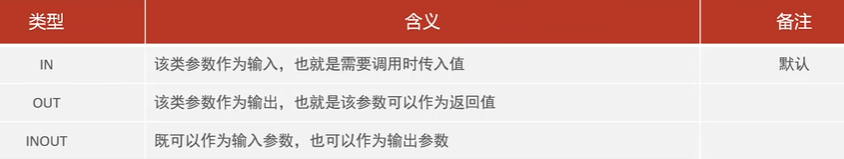 类型 含义 备注
IN 该类参数作为输入，也就是需要调用时传入值 默认
OUT 该类参数作为输出，也就是该参数可以作为返回值
INOUT 既可以作为输入参数，也可以作为输出参数